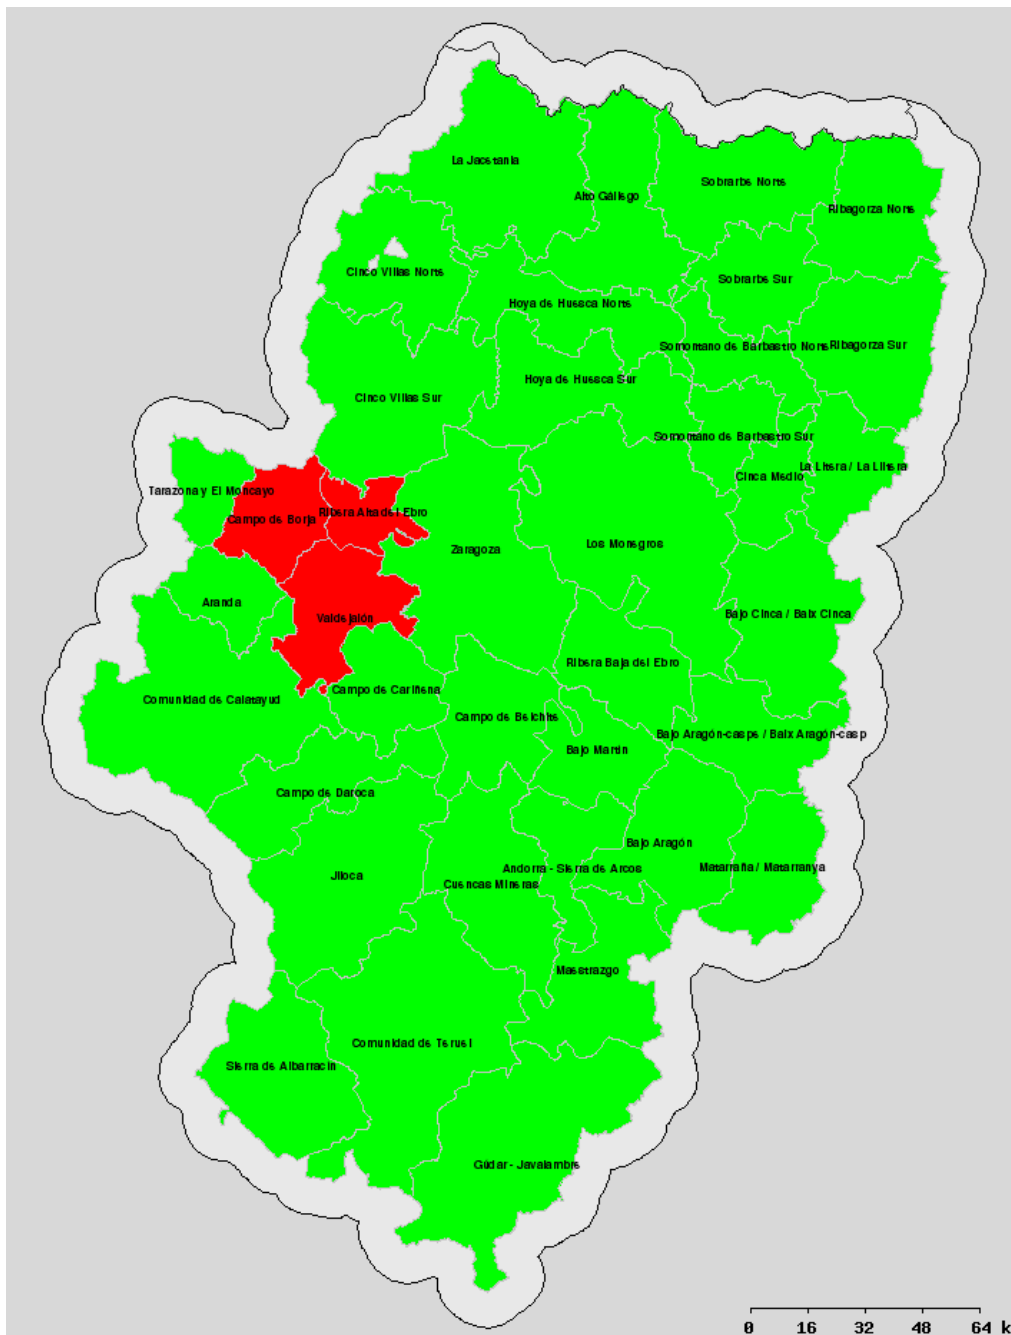 La Jacetania
Alto Gállego
Sobrarbe Norte
Ribagorza Norte
Cinco Villas Norte
Sobrarbe Sur
Hoya de Huesca Norte
Somontano de Barbastro Norte
Ribagorza Sur
Hoya de Huesca Sur
Cinco Villas Sur
Somontano de Barbastro Sur
La Litera / La Llitera
Cinca Medio
Tarazona y El Moncayo
Campo de Borja
Ribera Alta del Ebro
Zaragoza
Los Monegros
Aranda
Valdejalón
Bajo Cinca / Baix Cinca
Ribera Baja del Ebro
Campo de Cariñena
Comunidad de Calatayud
Campo de Belchite
Bajo Aragón-caspe / Baix Aragón-casp
Bajo Martín
Campo de Daroca
Bajo Aragón
Andorra - Sierra de Arcos
Matarraña / Matarranya
Jiloca
Cuencas Mineras
Maestrazgo
Comunidad de Teruel
Sierra de Albarracín
Gúdar - Javalambre
0 16 32 48 64 k